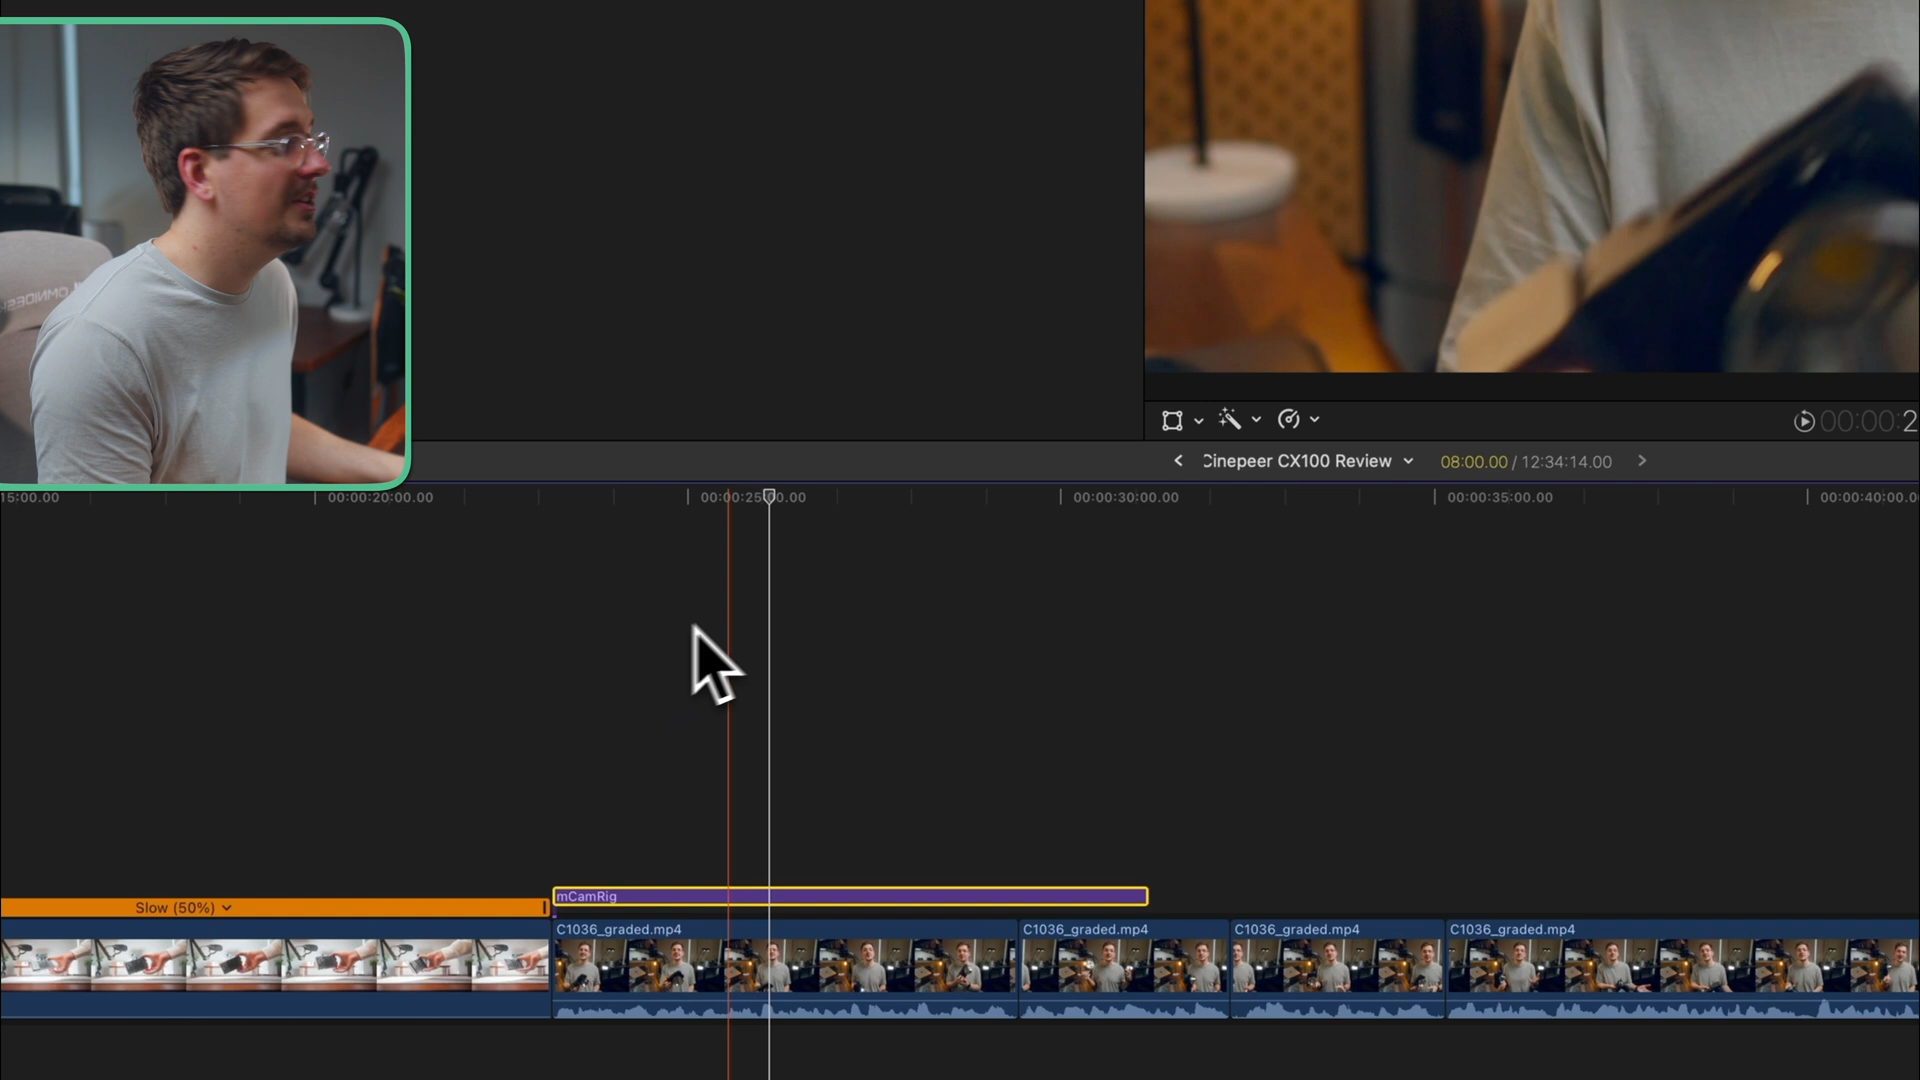 OMNIDESK
00:00:2
Cinepeer CX100 Review
08:00.00 / 12:34:14.00
15:00.00
00:00:20:00.00
00:00:25:00.00
00:00:30:00.00
00:00:35:00.00
00:00:40:00.0
mCamRig
Slow (50%)
C1036_graded.mp4
C1036_graded.mp4
C1036_graded.mp4
C1036_graded.mp4